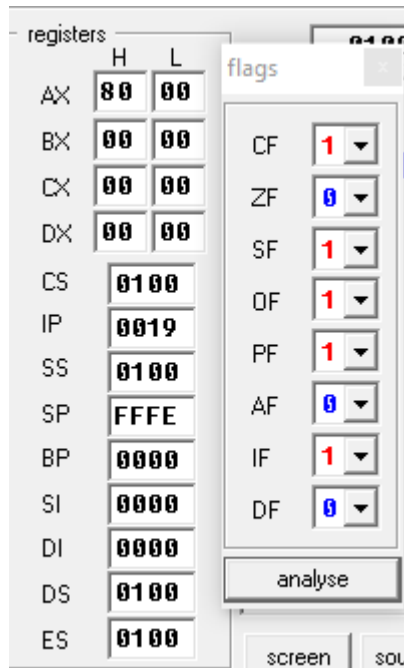 registers
H L
AX 80 00
BX 00 00
CX 00 00
DX 00 00
CS 0100
IP 0019
SS 0100
SP FFFE
BP 0000
SI 0000
DI 0000
DS 0100
ES 0100
flags
CF 1
ZF 0
SF 1
OF 1
PF 1
AF 0
IF 1
DF 0
analyse
screen